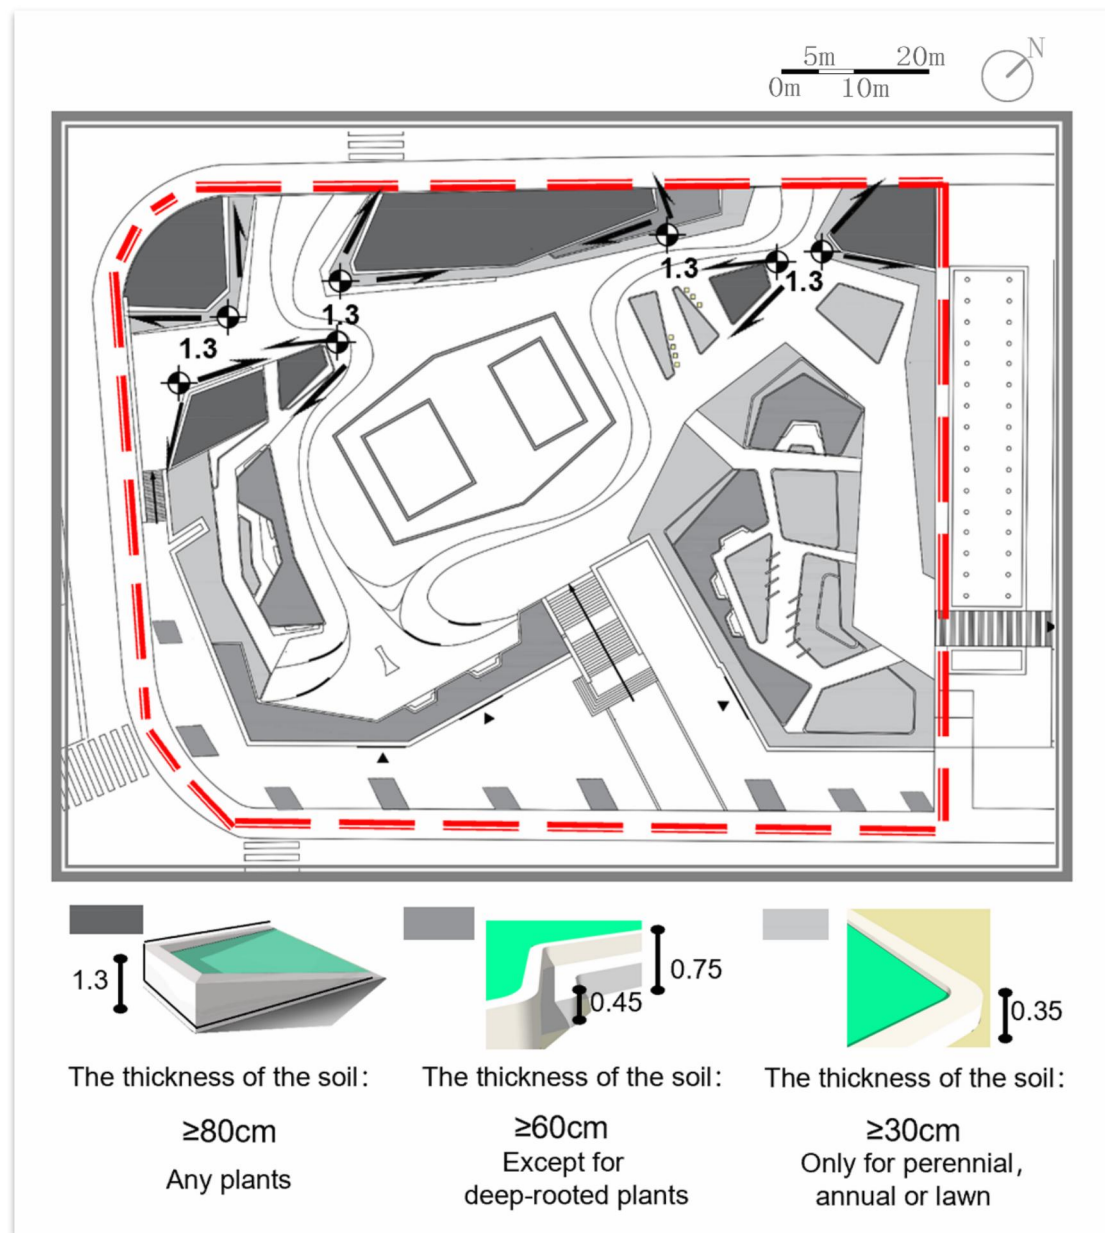 N
5m 20m
0m 10m
1.3
1.3
1.3
1.3
1.3
0.75
0.45
0.35
The thickness of the soil:
The thickness of the soil:
The thickness of the soil:
≥80cm
≥60cm
≥30cm
Any plants
Except for
deep-rooted plants
Only for perennial,
annual or lawn